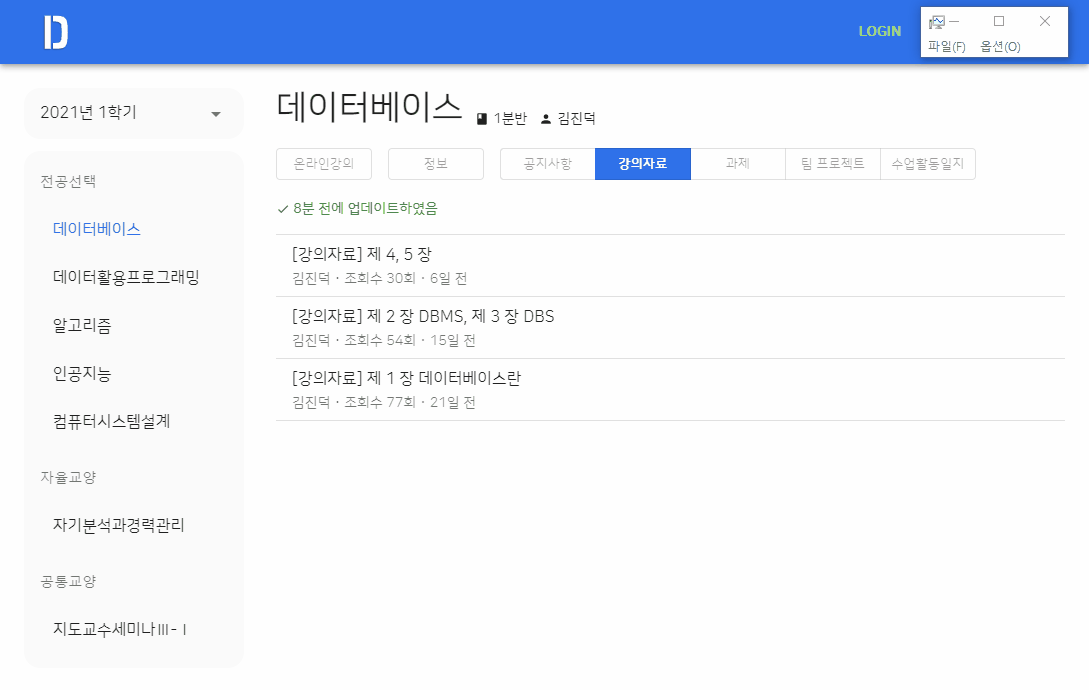 D
LOGIN
파일(F) 옵션(O)
2021년 1학기
전공선택
데이터베이스
데이터활용프로그래밍
알고리즘
인공지능
컴퓨터시스템설계
자율교양
자기분석과경력관리
공통교양
지도교수세미나Ⅲ-Ⅰ
데이터베이스 1분반 김진덕
온라인강의 정보 공지사항 강의자료 과제 팀 프로젝트 수업활동일지
8분 전에 업데이트하였음
[강의자료] 제 4, 5 장
김진덕 · 조회수 30회 · 6일 전
[강의자료] 제 2 장 DBMS, 제 3 장 DBS
김진덕 · 조회수 54회 · 15일 전
[강의자료] 제 1 장 데이터베이스란
김진덕 · 조회수 77회 · 21일 전